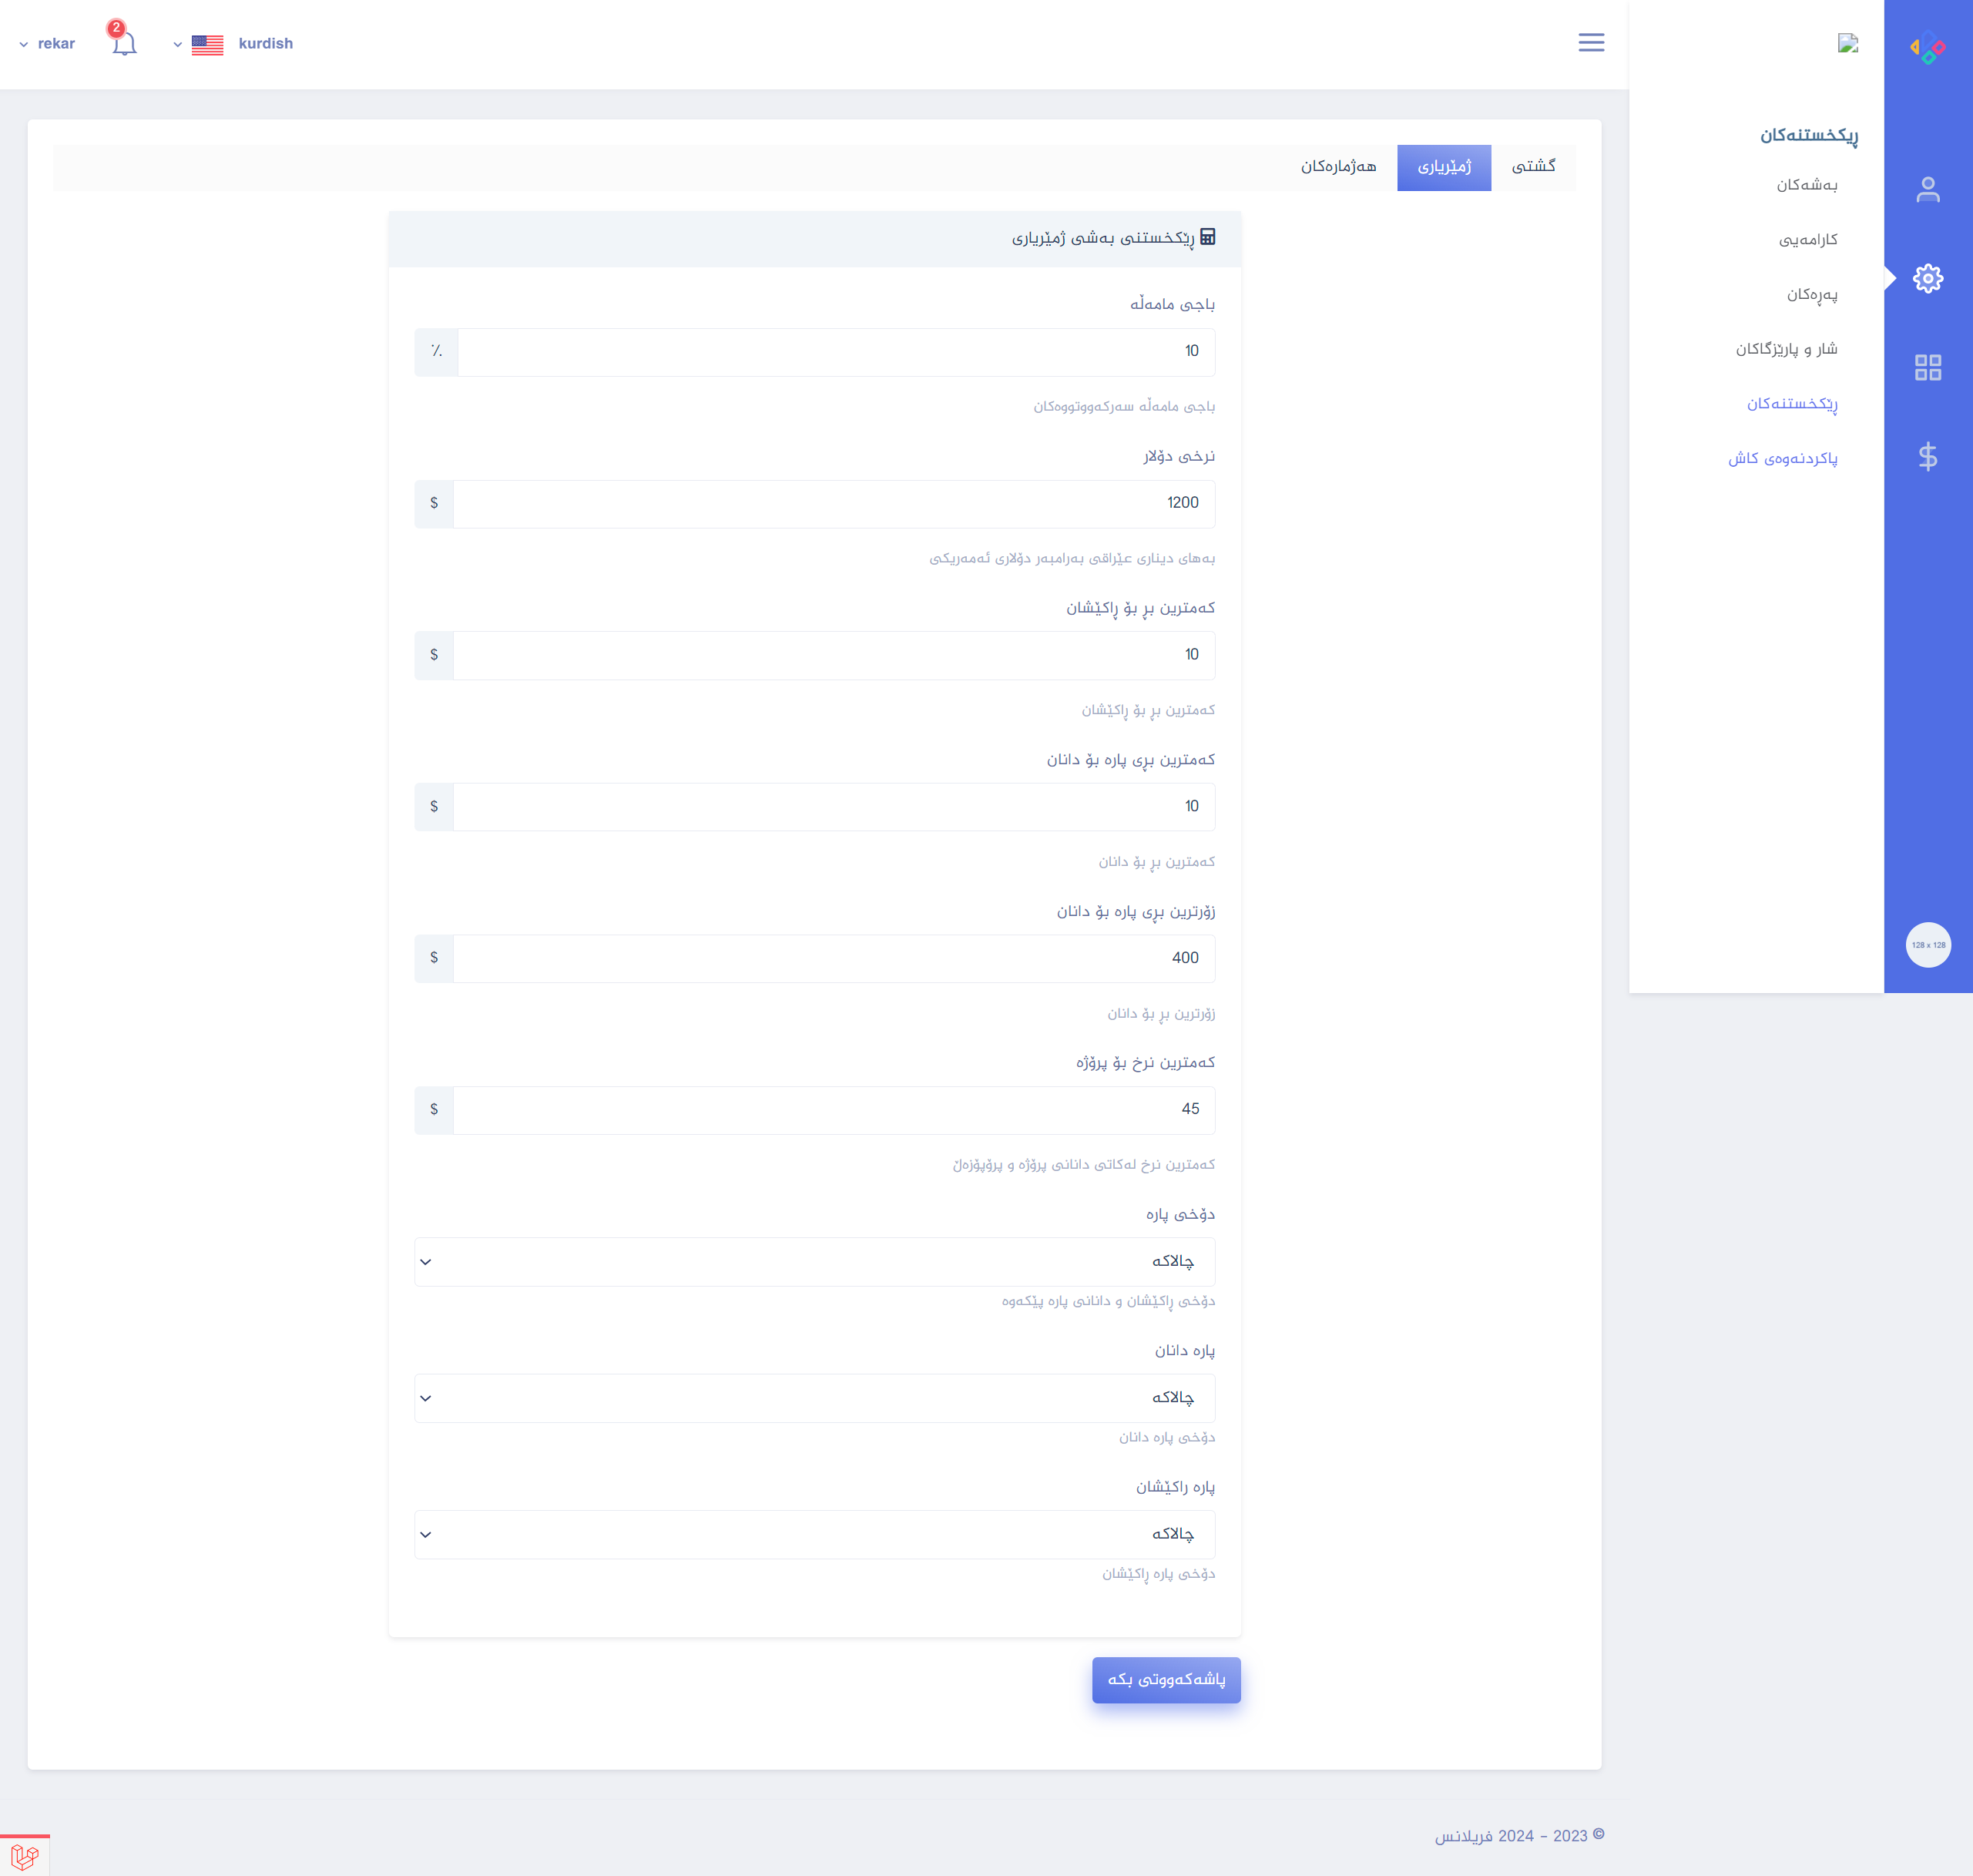 ڕیکخستنەکان
بەشەکان
کارامەیی
پەڕەکان
شار و پارێزگاکان
ڕێکخستنەکان
پاکردنەوەی کاش
128 x 128
kurdish
2
rekar
گشتی
ژمێریاری
هەژمارەکان
ڕێکخستنی بەشی ژمێریاری
باجی مامەڵە
10
٪
باجی مامەڵە سەرکەووتووەکان
نرخی دۆلار
1200
$
بەهای دیناری عێراقی بەرامبەر دۆلاری ئەمەریکی
کەمترین بڕ بۆ ڕاکێشان
10
$
کەمترین بڕ بۆ ڕاکێشان
کەمترین بڕی پارە بۆ دانان
10
$
کەمترین بڕ بۆ دانان
زۆرترین بڕی پارە بۆ دانان
400
$
زۆرترین بڕ بۆ دانان
کەمترین نرخ بۆ پرۆژە
45
$
کەمترین نرخ لەکاتی دانانی پرۆژە و پرۆپۆزەڵ
دۆخی پارە
چالاکە
دۆخی ڕاکێشان و دانانی پارە پێکەوە
پارە دانان
چالاکە
دۆخی پارە دانان
پارە راکێشان
چالاکە
دۆخی پارە ڕاکێشان
پاشەکەووتی بکە
© 2023 - 2024 فریلانس